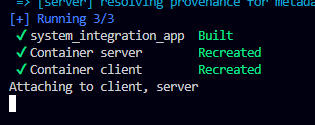 => [server] resolving provenance for metada
[+] Running 3/3
✔ system_integration_app Built
✔ Container server Recreated
✔ Container client Recreated
Attaching to client, server